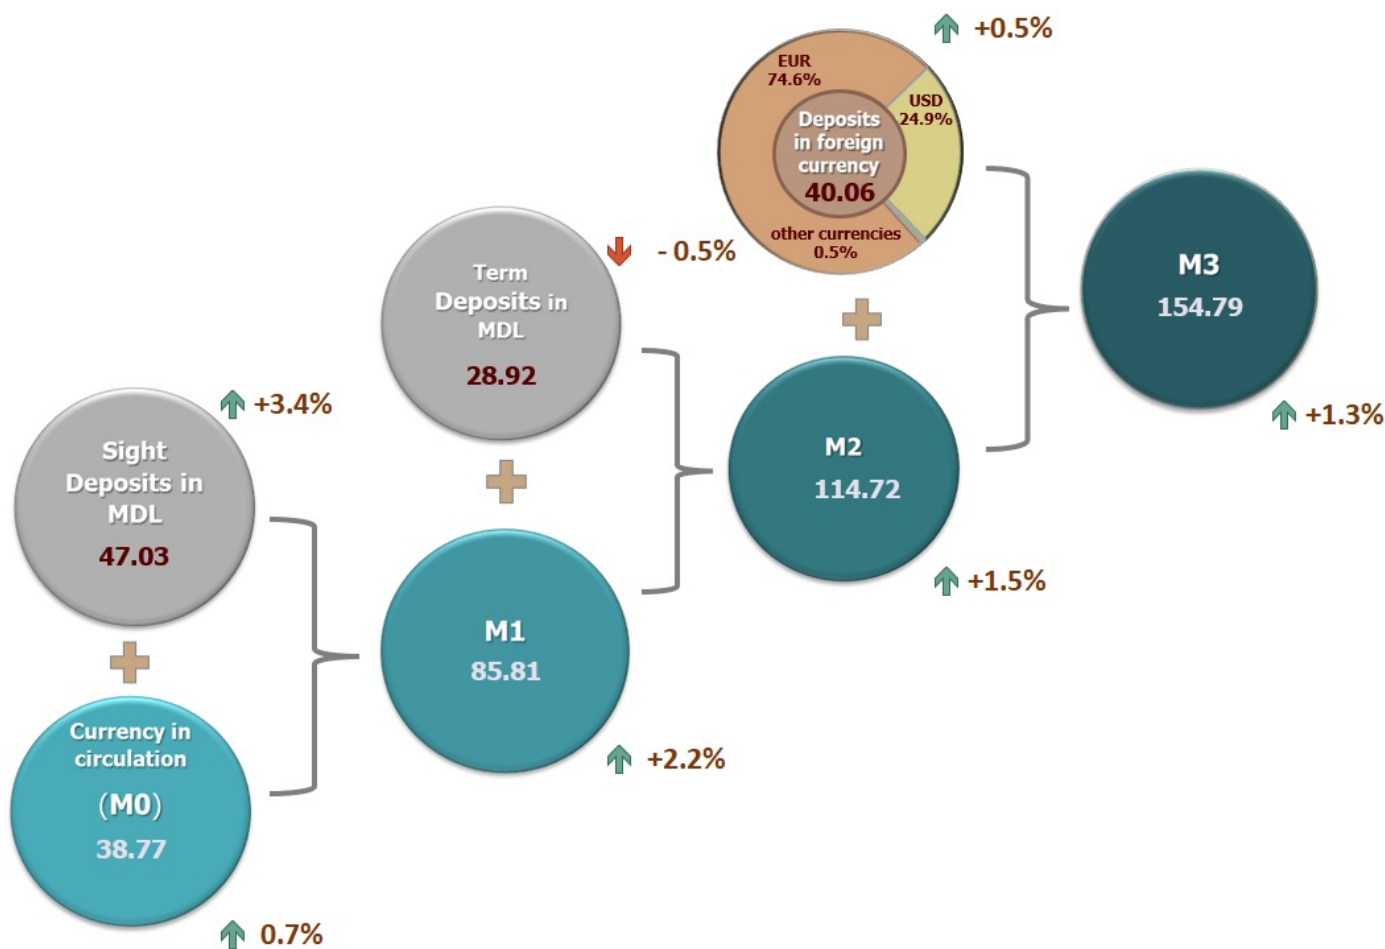 +0.5%
EUR
74.6%
USD
24.9%
Deposits
in foreign
currency
40.06
other currencies
0.5%
M3
154.79
+1.3%
Term
Deposits in
MDL
28.92
- 0.5%
M2
114.72
+1.5%
+3.4%
Sight
Deposits in
MDL
47.03
M1
85.81
+2.2%
Currency in
circulation
(M0)
38.77
0.7%